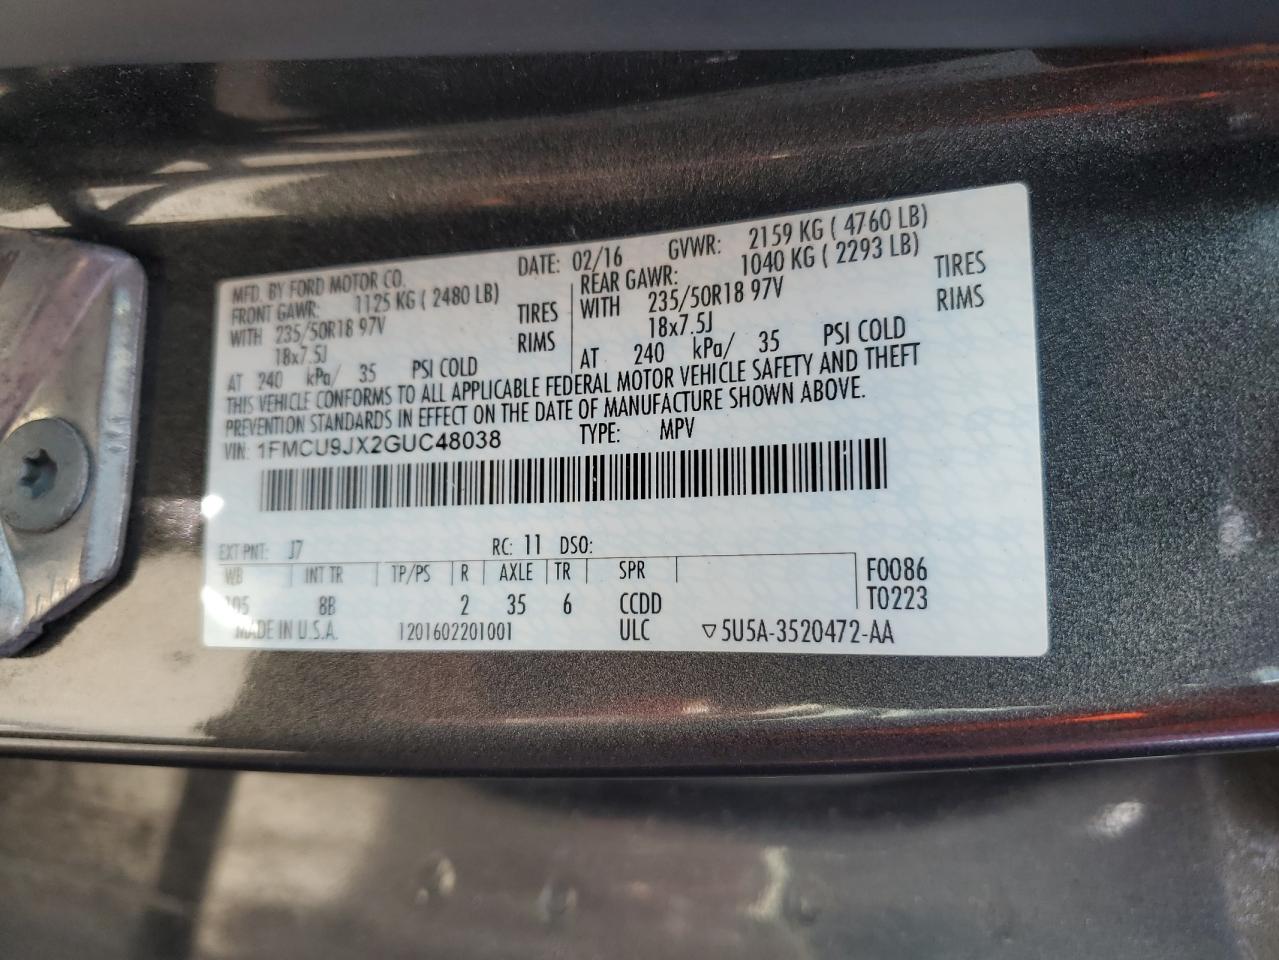 MFD. BY FORD MOTOR CO. DATE: 02/16 GVWR: 2159 KG ( 4760 LB)
FRONT GAWR: 1125 KG ( 2480 LB) REAR GAWR: 1040 KG ( 2293 LB)
WITH 235/50R18 97V TIRES WITH 235/50R18 97V TIRES
18x7.5J RIMS 18x7.5J RIMS
AT 240 kPa/ 35 PSI COLD AT 240 kPa/ 35 PSI COLD
THIS VEHICLE CONFORMS TO ALL APPLICABLE FEDERAL MOTOR VEHICLE SAFETY AND THEFT
PREVENTION STANDARDS IN EFFECT ON THE DATE OF MANUFACTURE SHOWN ABOVE.
VIN: 1FMCU9JX2GUC48038 TYPE: MPV
EXT PNT: J7 RC: 11 DSO:
WB INT TR TP/PS R AXLE TR SPR F0086
105 8B 2 35 6 CCDD T0223
MADE IN U.S.A. 1201602201001 ULC ▽5U5A-3520472-AA